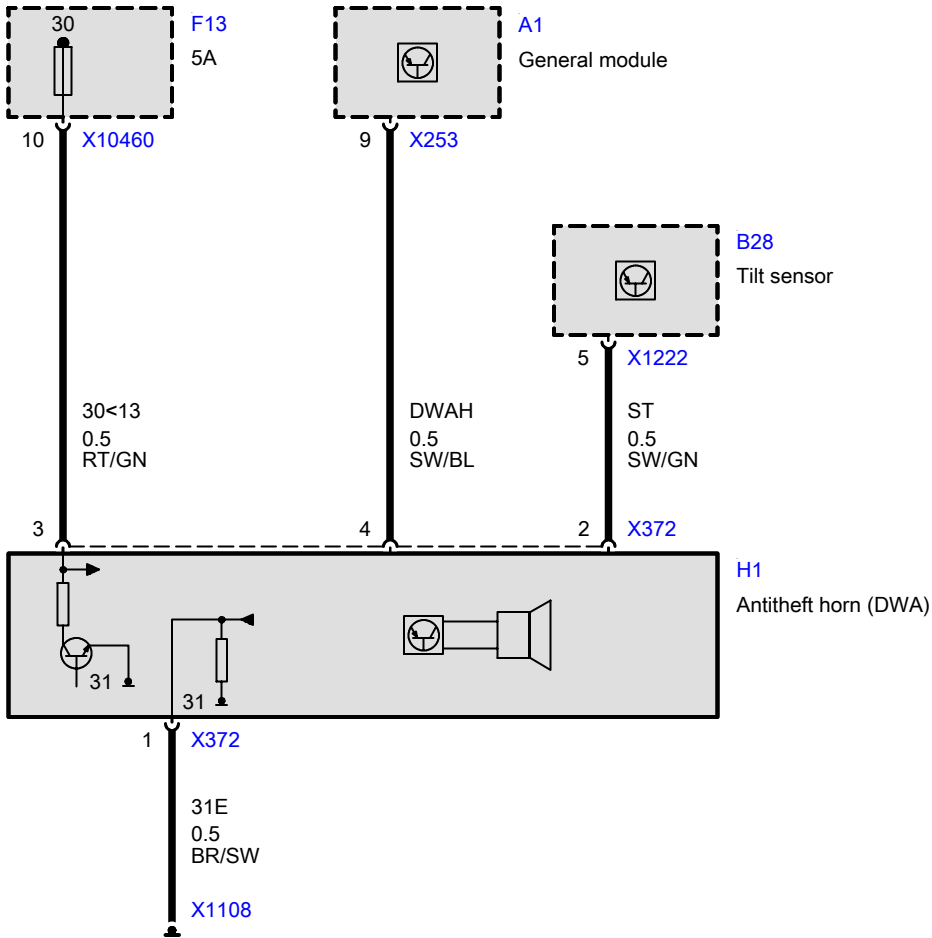 30
F13
5A
A1
General module
10 X10460
9 X253
B28
Tilt sensor
5 X1222
30<13
0.5
RT/GN
DWAH
0.5
SW/BL
ST
0.5
SW/GN
3
4
2 X372
H1
Antitheft horn (DWA)
31
31
1 X372
31E
0.5
BR/SW
X1108